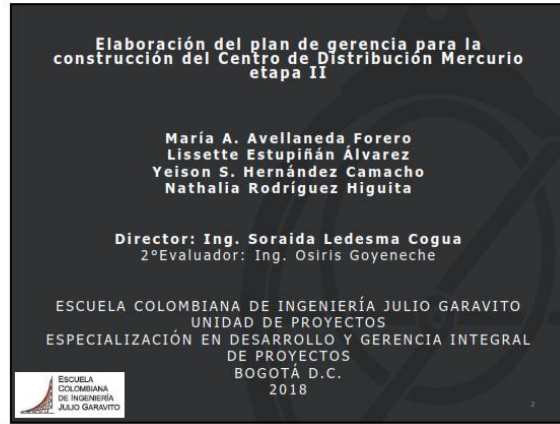 Elaboración del plan de gerencia para la
construcción del Centro de Distribución Mercurio
etapa II
María A. Avellaneda Forero
Lissette Estupiñán Álvarez
Yeison S. Hernández Camacho
Nathalia Rodríguez Higuita
Director: Ing. Soraida Ledesma Cogua
2°Evaluador: Ing. Osiris Goyeneche
ESCUELA COLOMBIANA DE INGENIERÍA JULIO GARAVITO
UNIDAD DE PROYECTOS
ESPECIALIZACIÓN EN DESARROLLO Y GERENCIA INTEGRAL
DE PROYECTOS
BOGOTÁ D.C.
2018
ESCUELA
COLOMBIANA
DE INGENIERÍA
JULIO GARAVITO
2